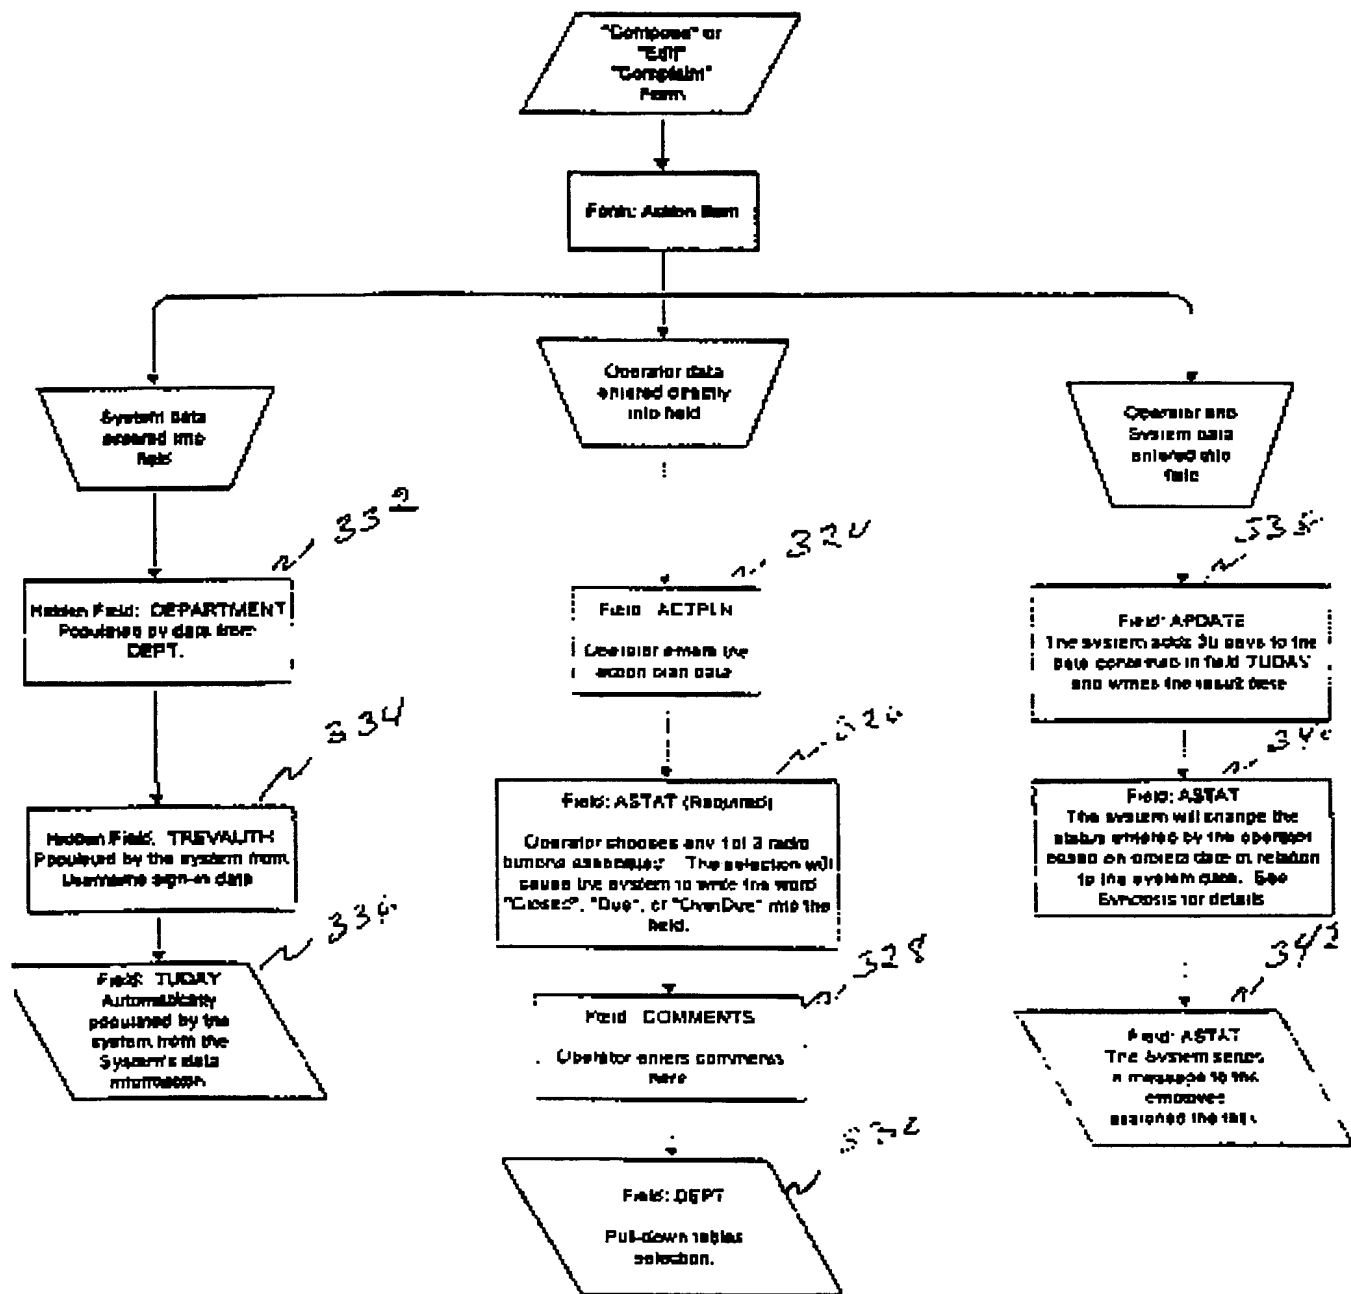 "Compose" or
"Edit"
"Complaint"
Form
Form: Action Item
System data
entered into
field
Operator data
entered directly
into field
Operator and
System data
entered into
field
332
Hidden Field: DEPARTMENT
Populated by data from
DEPT.
334
Hidden Field: TREVAUTH
Populated by the system from
Username sign-in data
Field: TODAY
Automatically
populated by the
system from the
System's data
information
Field: ACTPLN
Operator enters the
action plan data
Field: ASTAT (Required)
Operator chooses any 1 of 3 radio
buttons The selection will
cause the system to write the word
"Closed", "Due", or "OverDue" into the
field.
328
Field: COMMENTS
Operator enters comments
here
Field: DEPT
Pull-down tables
selection.
Field: APDATE
The system adds 30 days to the
date contained in field TODAY
and writes the result here
Field: ASTAT
The system will change the
status entered by the operator
based on date in relation
to the system date. See
Synopsis for details
342
Field: ASTAT
The System sends
a message to the
employee
assigned the task